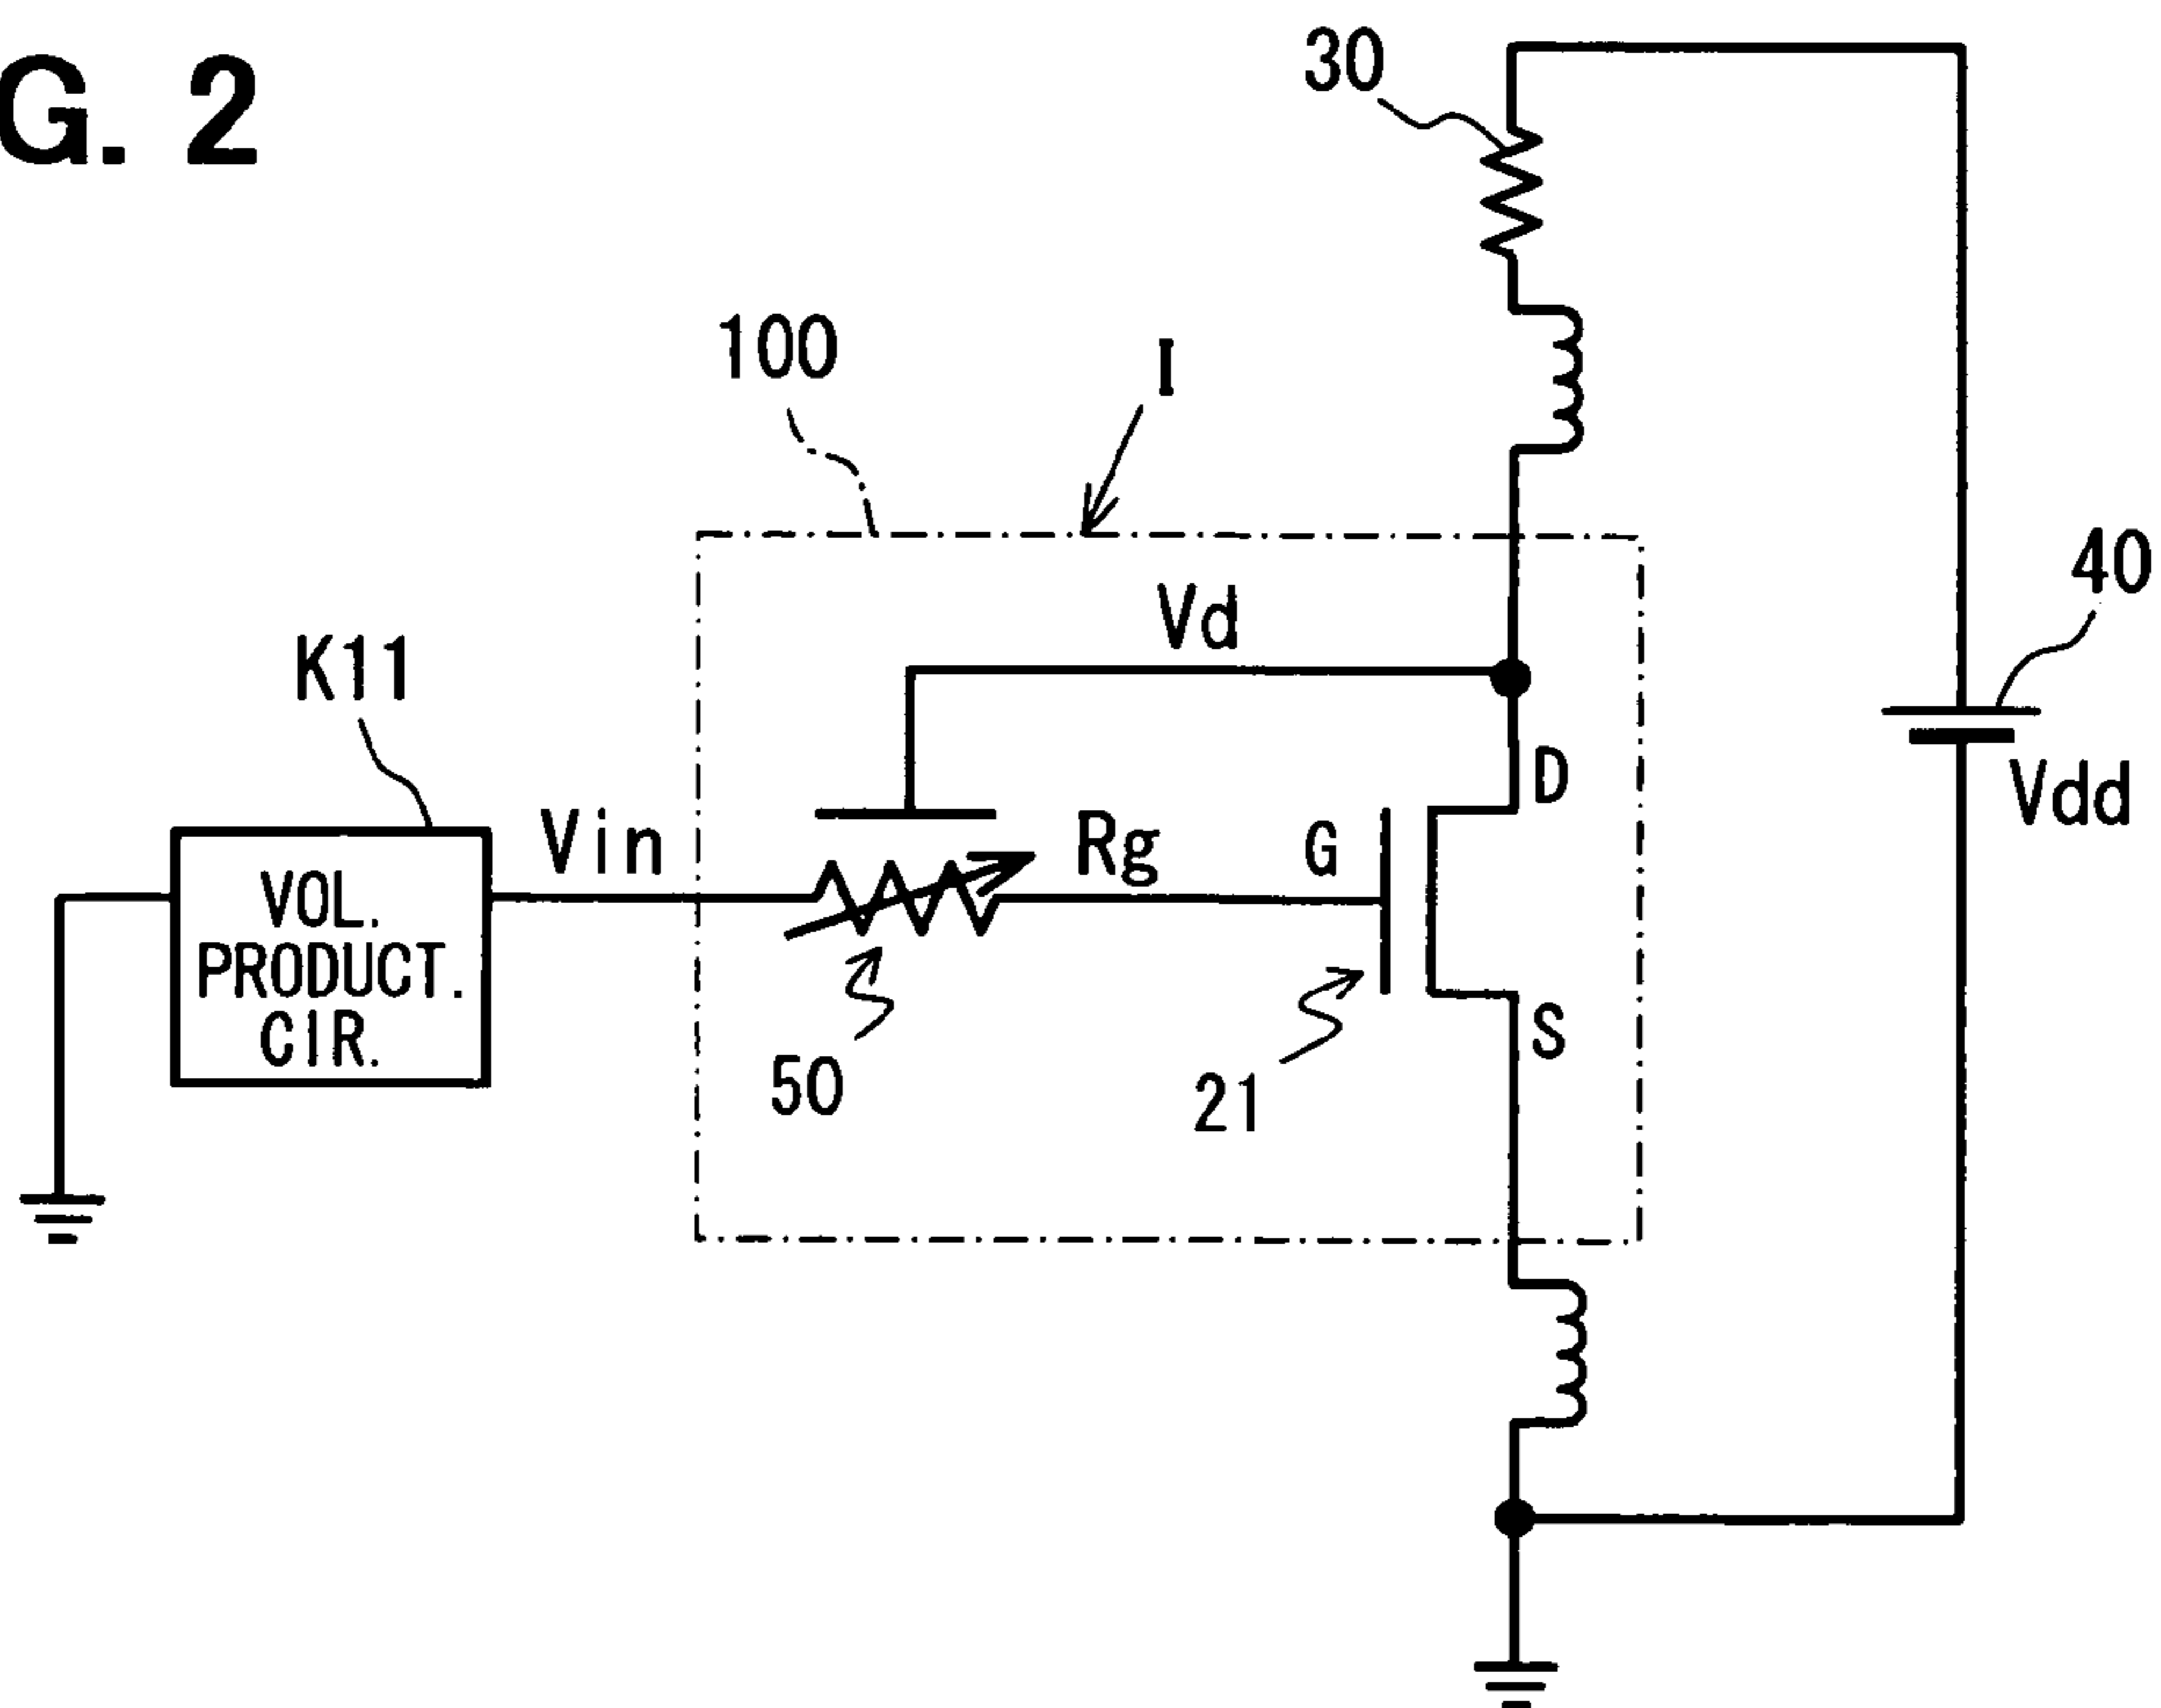 G. 2
30
100
I
40
Vd
K11
D
Vdd
Vin
Rg
G
VOL.
PRODUCT.
CIR.
S
50
21